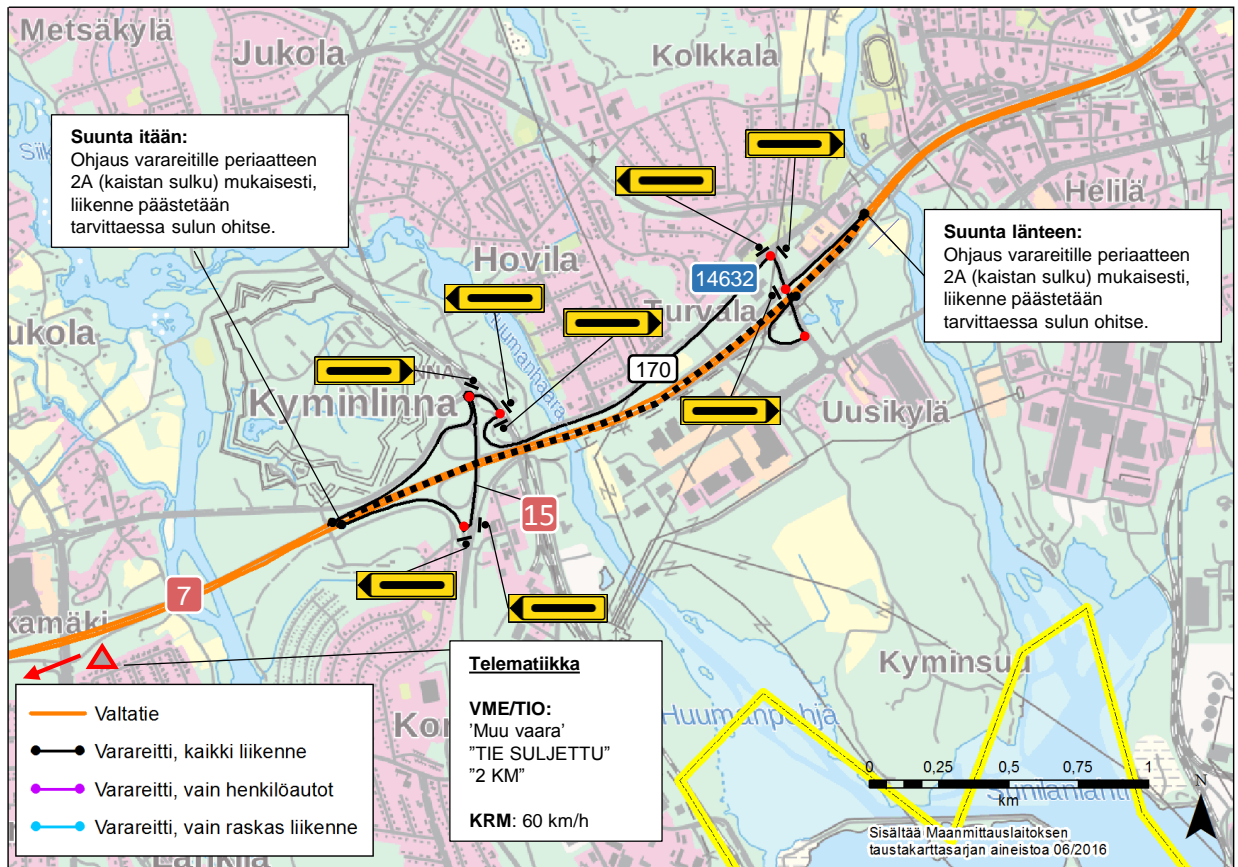 Metsäkylä
Jukola
Kolkkala
Suunta itään:
Ohjaus varareitille periaatteen
2A (kaistan sulku) mukaisesti,
liikenne päästetään
tarvittaessa sulun ohitse.
Helilä
Suunta länteen:
Ohjaus varareitille periaatteen
2A (kaistan sulku) mukaisesti,
liikenne päästetään
tarvittaessa sulun ohitse.
Hovila
14632
Turvala
ukola
uumanhaara
170
Kyminlinna
Uusikylä
15
7
kamäki
Telematiikka
VME/TIO:
'Muu vaara'
"TIE SULJETTU"
"2 KM"
KRM: 60 km/h
Kyminsuu
Huumanpohja
Kor
Valtatie
Varareitti, kaikki liikenne
Varareitti, vain henkilöautot
Varareitti, vain raskas liikenne
0 0,25 0,5 0,75 1
km
N
Sunilanlahti
Sisältää Maanmittauslaitoksen
taustakarttasarjan aineistoa 06/2016